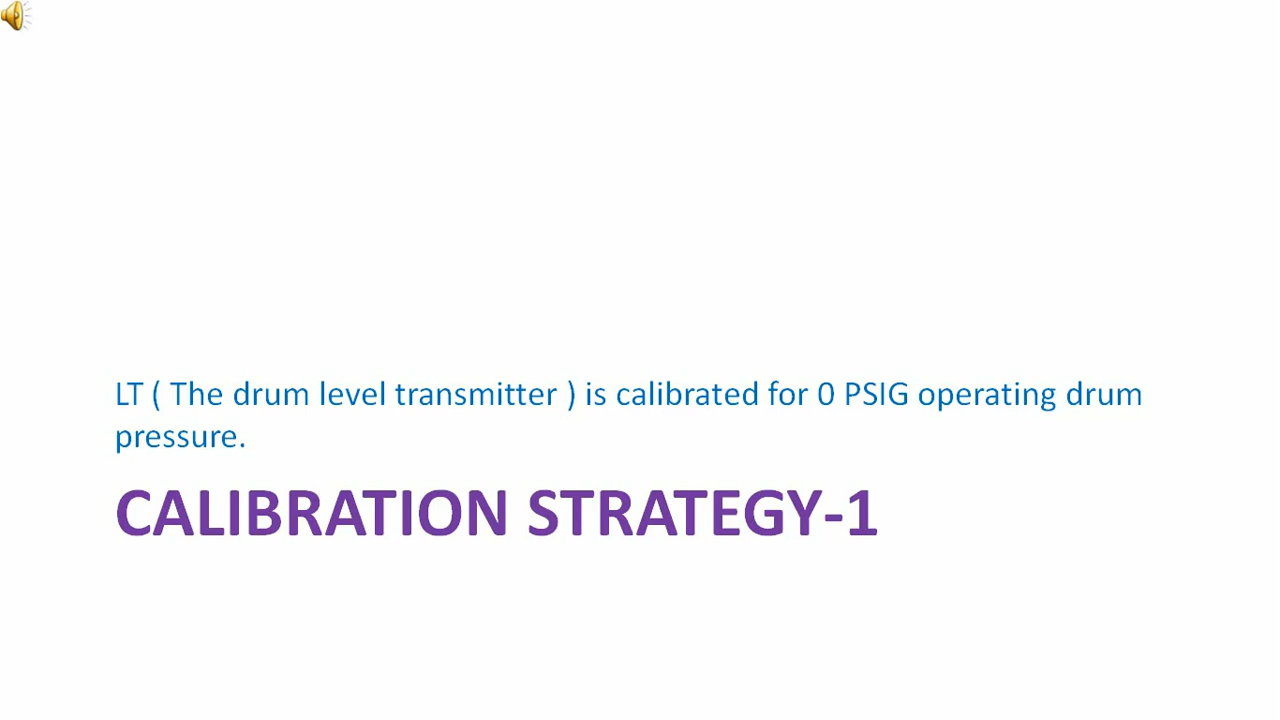 LT ( The drum level transmitter ) is calibrated for 0 PSIG operating drum
pressure.
CALIBRATION STRATEGY-1